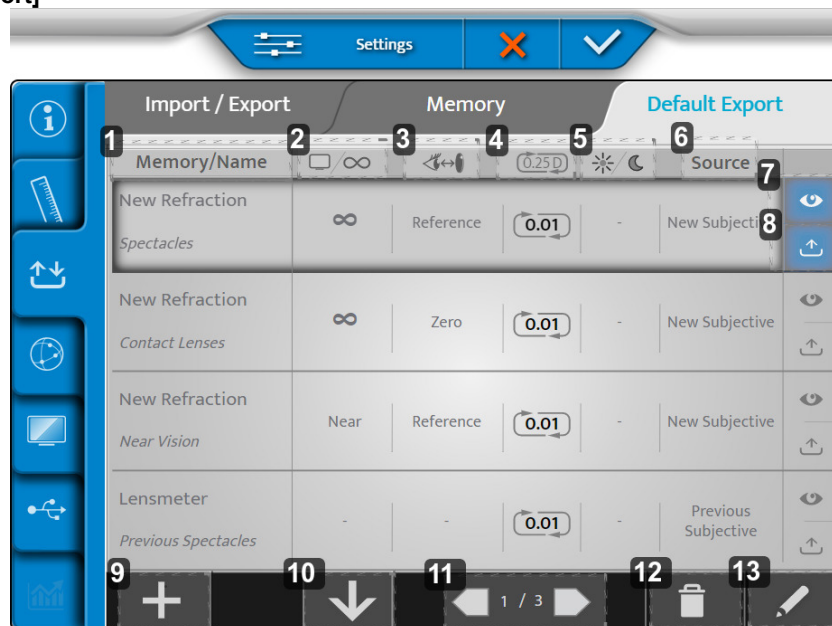 ort]
Settings
Import / Export Memory Default Export
1 2 3 4 5 6
Memory/Name ∞ 0.25 D Source
7
New Refraction
∞ Reference 0.01 - New Subjecti
8
Spectacles
New Refraction
∞ Zero 0.01 - New Subjective
Contact Lenses
New Refraction
Near Reference 0.01 - New Subjective
Near Vision
Lensmeter
- - 0.01 - Previous
Subjective
Previous Spectacles
9 10 11 12 13
1 / 3